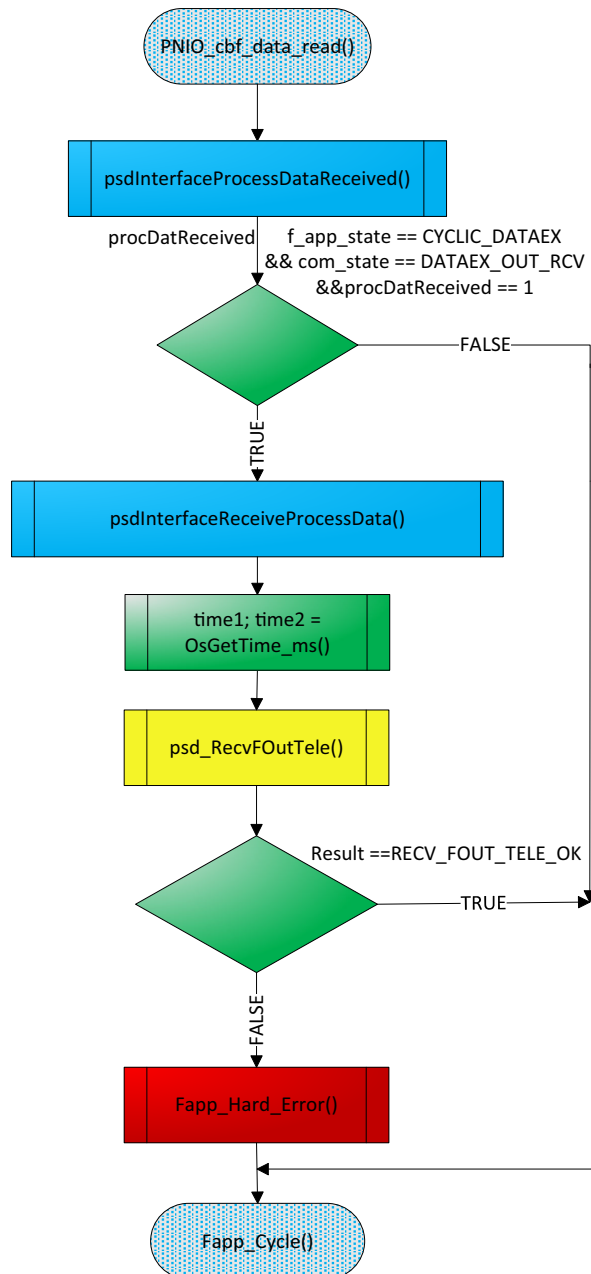 PNIO_cbf_data_read()
psdInterfaceProcessDataReceived()
procDatReceived
f_app_state == CYCLIC_DATAEX
&& com_state == DATAEX_OUT_RCV
&&procDatReceived == 1
FALSE
TRUE
psdInterfaceReceiveProcessData()
time1; time2 =
OsGetTime_ms()
psd_RecvFOutTele()
Result ==RECV_FOUT_TELE_OK
TRUE
FALSE
Fapp_Hard_Error()
Fapp_Cycle()